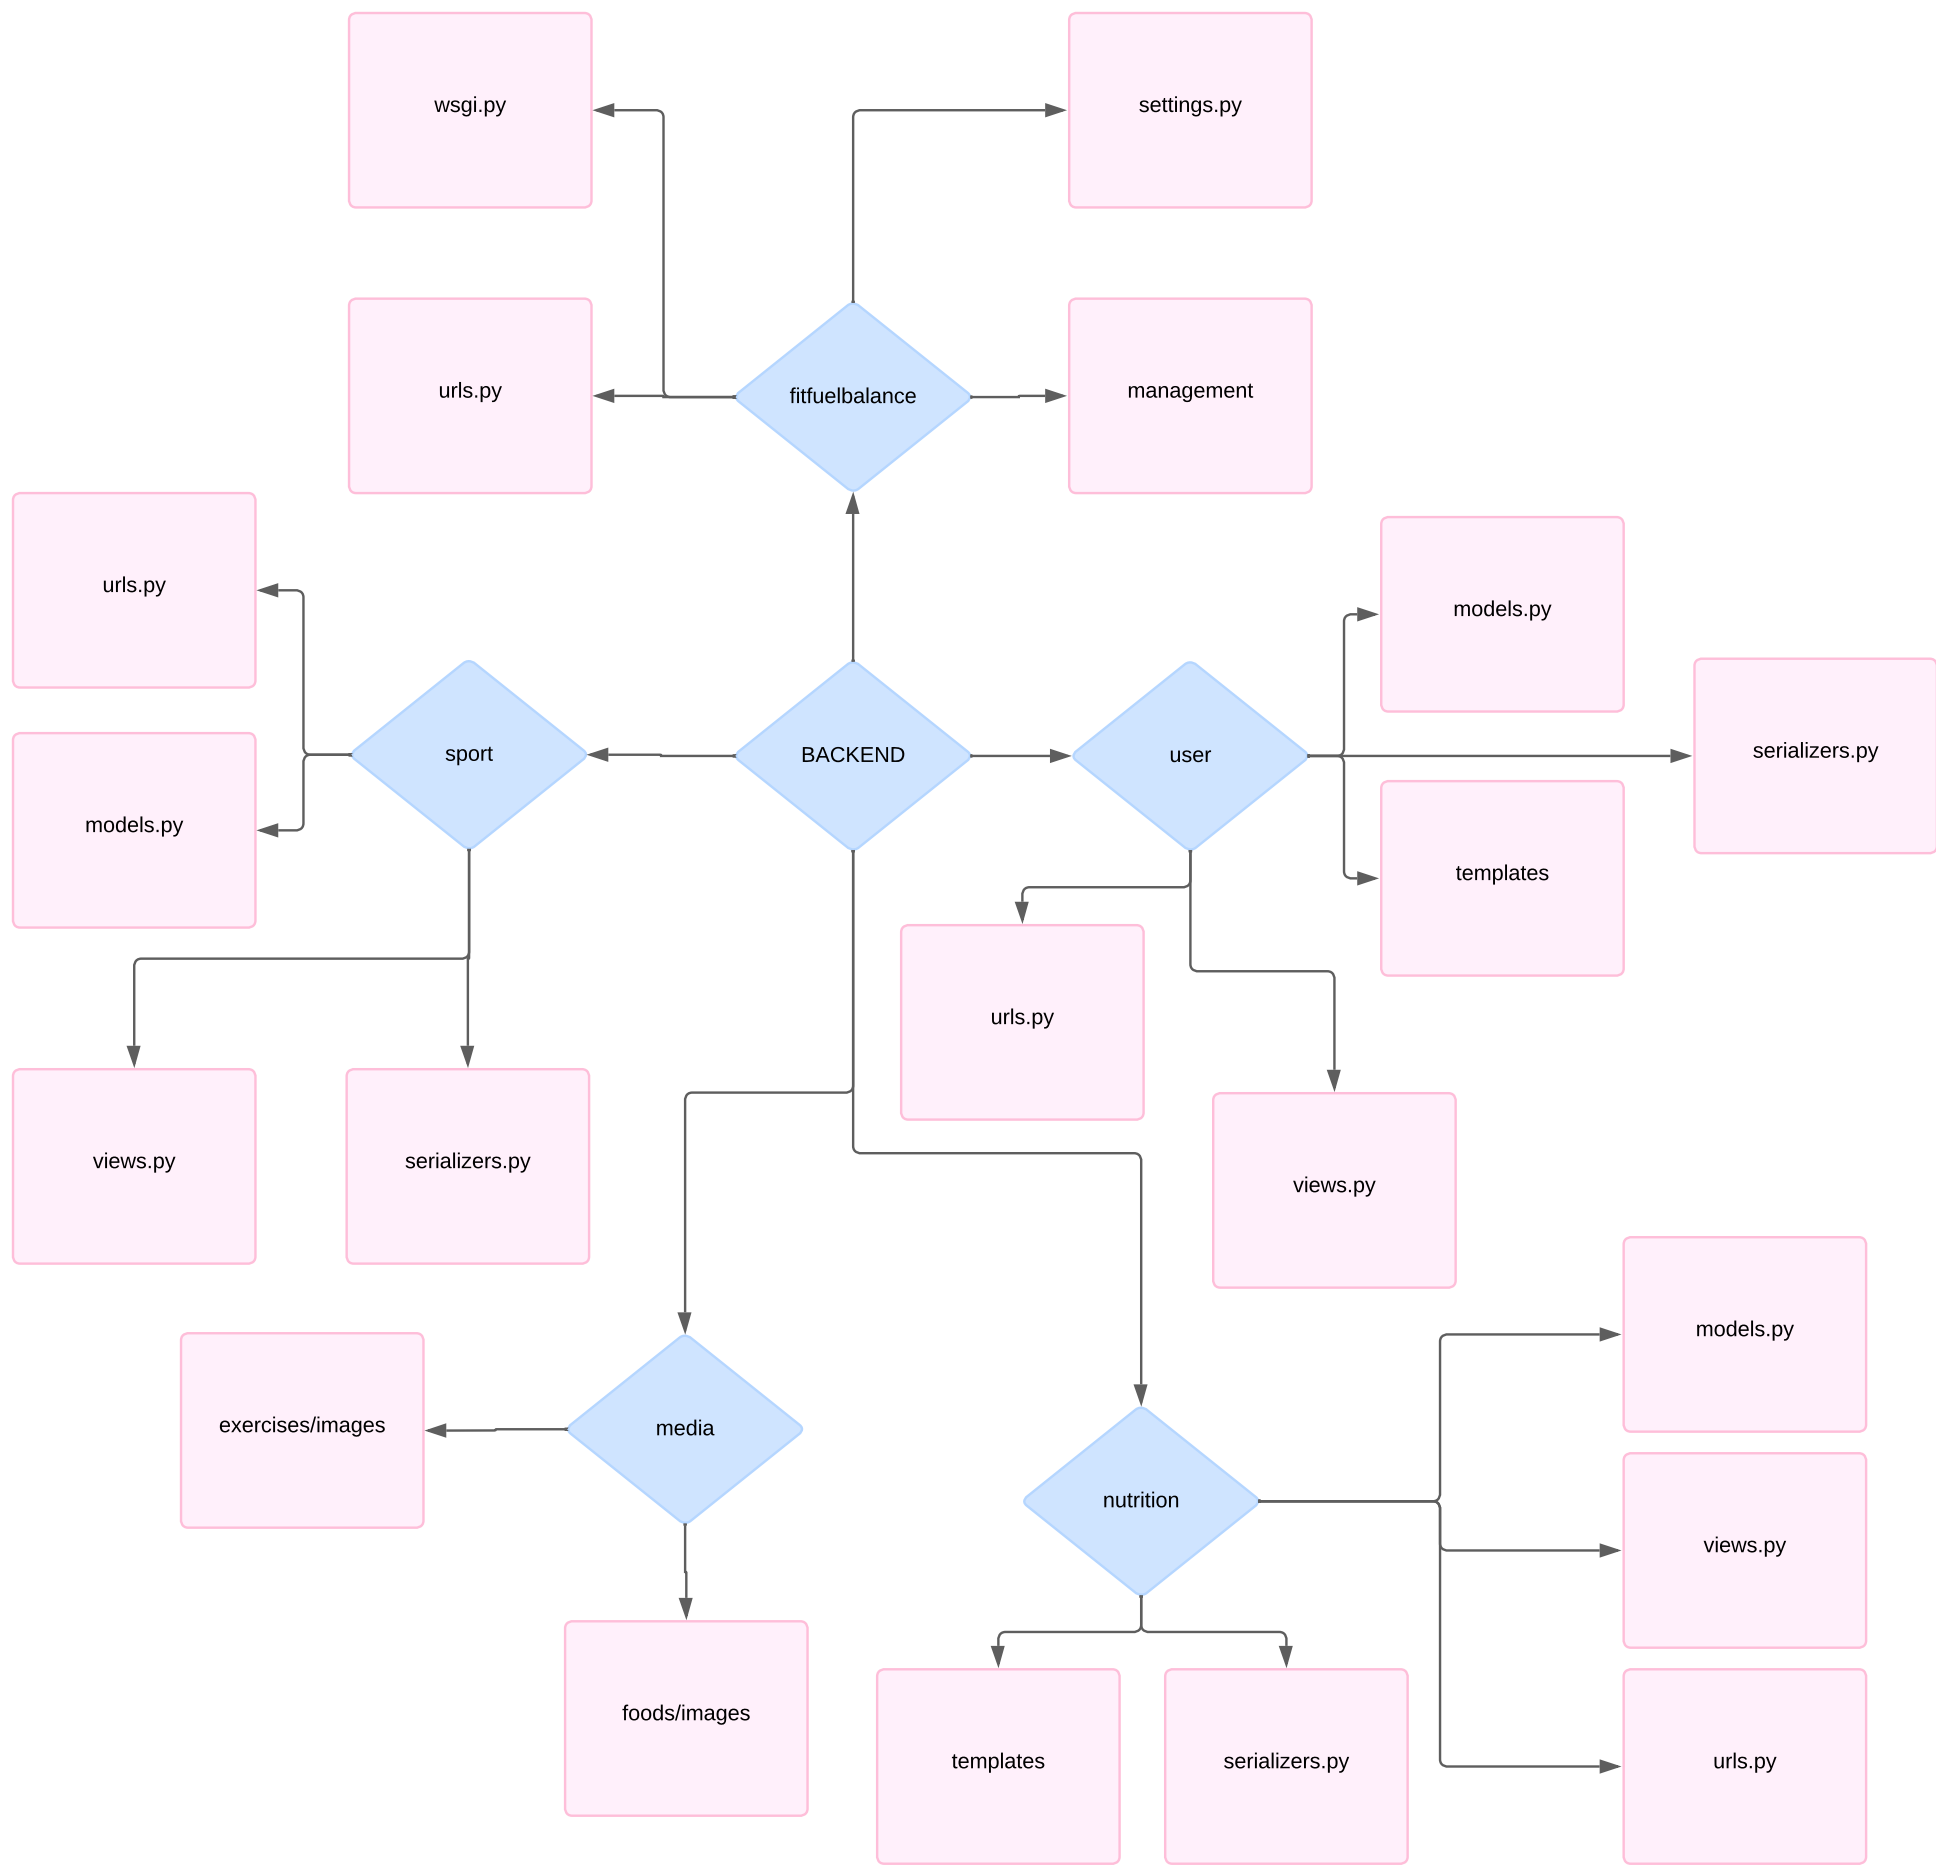 wsgi.py
settings.py
urls.py
fitfuelbalance
management
urls.py
models.py
sport
BACKEND
user
serializers.py
models.py
templates
urls.py
views.py
serializers.py
views.py
models.py
exercises/images
media
nutrition
views.py
foods/images
templates
serializers.py
urls.py